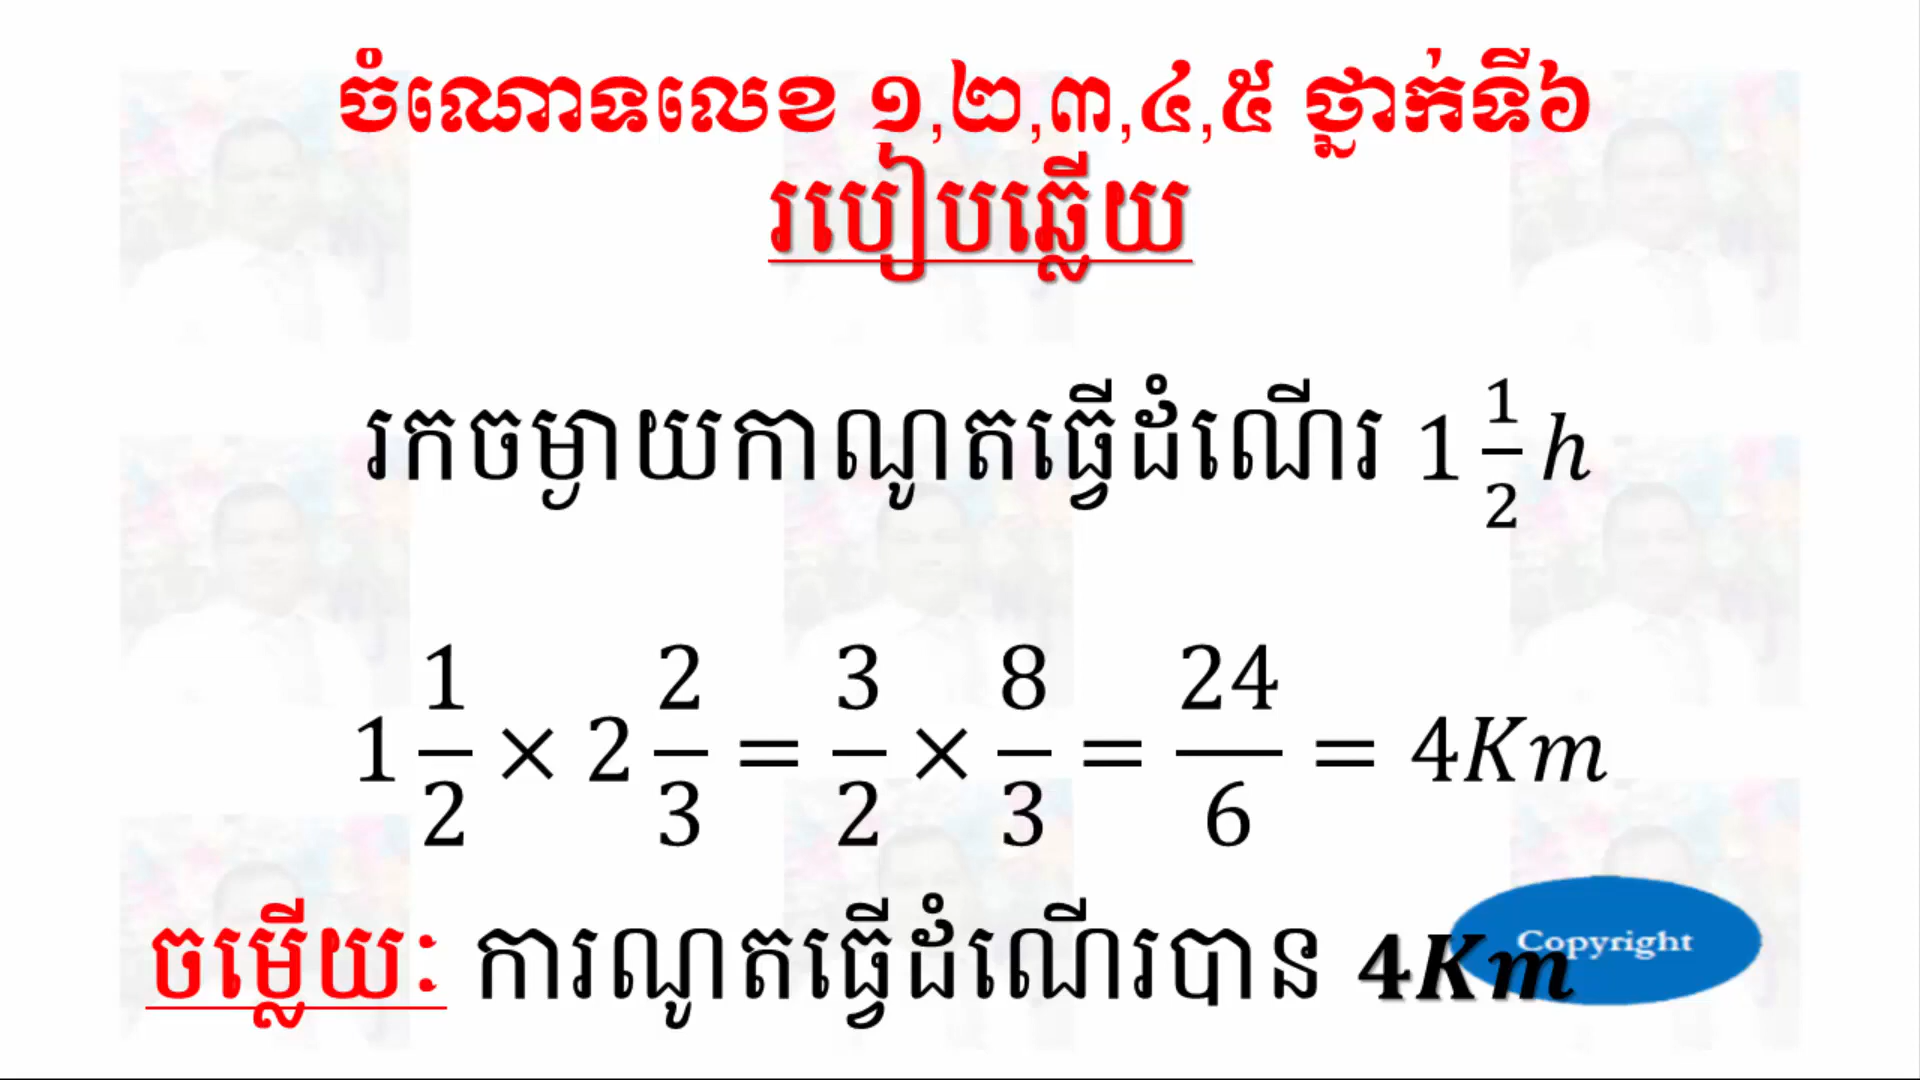 ចំណោទលេខ ១,២,៣,៤,៥ ថ្នាក់ទី៦
របៀបឆ្លើយ
រកចម្ងាយកាណូតធ្វើដំណើរ 1 1/2 h
1 1/2 × 2 2/3 = 3/2 × 8/3 = 24/6 = 4Km
ចម្លើយ: ការណូតធ្វើដំណើរបាន 4Km
Copyright